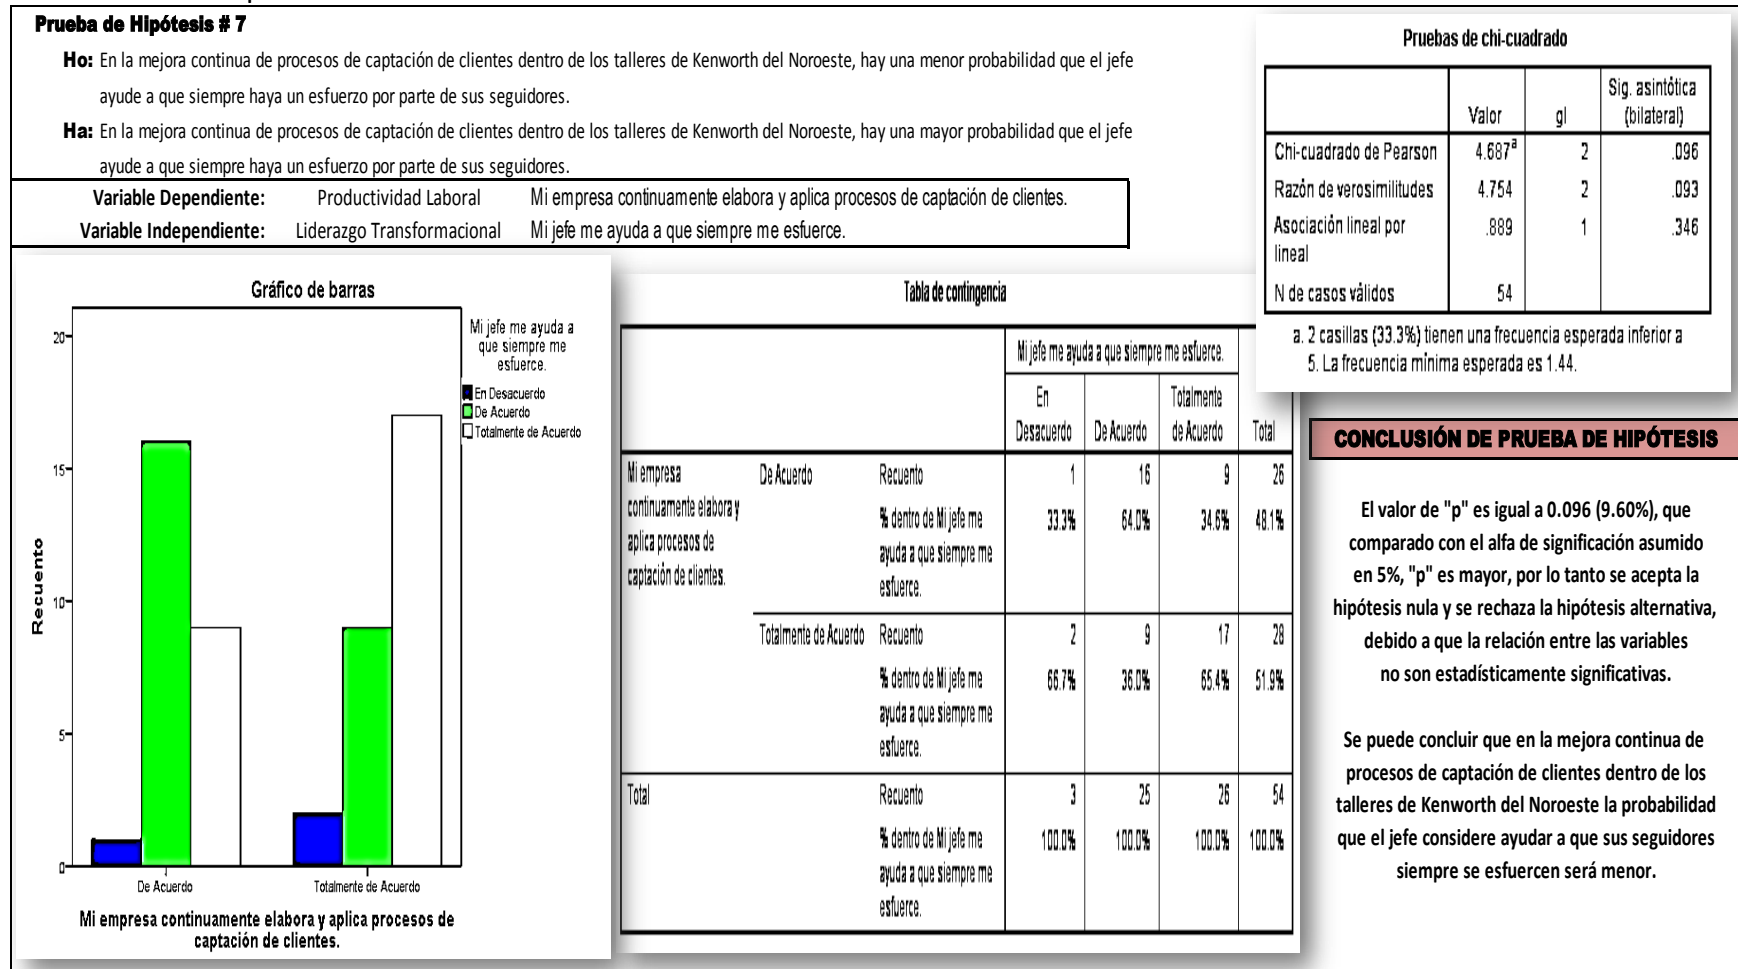 Prueba de Hipótesis # 7
Ho: En la mejora continua de procesos de captación de clientes dentro de los talleres de Kenworth del Noroeste, hay una menor probabilidad que el jefe
ayude a que siempre haya un esfuerzo por parte de sus seguidores.
Ha: En la mejora continua de procesos de captación de clientes dentro de los talleres de Kenworth del Noroeste, hay una mayor probabilidad que el jefe
ayude a que siempre haya un esfuerzo por parte de sus seguidores.
Variable Dependiente: Productividad Laboral Mi empresa continuamente elabora y aplica procesos de captación de clientes.
Variable Independiente: Liderazgo Transformacional Mi jefe me ayuda a que siempre me esfuerce.
Pruebas de chi-cuadrado
Sig. asintótica
Valor gl (bilateral)
Chi-cuadrado de Pearson 4.687a 2 .096
Razón de verosimilitudes 4.754 2 .093
Asociación lineal por .889 1 .346
lineal
N de casos válidos 54
a. 2 casillas (33.3%) tienen una frecuencia esperada inferior a
5. La frecuencia mínima esperada es 1.44.
Gráfico de barras
Mi jefe me ayuda a
que siempre me
esfuerce.
En Desacuerdo
De Acuerdo
Totalmente de Acuerdo
Recuento
20
15
10
5
0
De Acuerdo Totalmente de Acuerdo
Mi empresa continuamente elabora y aplica procesos de
captación de clientes.
Tabla de contingencia
Mi jefe me ayuda a que siempre me esfuerce.
En Totalmente
Desacuerdo De Acuerdo de Acuerdo Total
Mi empresa De Acuerdo Recuento 1 16 9 26
continuamente elabora y % dentro de Mi jefe me 33.3% 64.0% 34.6% 48.1%
aplica procesos de ayuda a que siempre me
captación de clientes. esfuerce.
Totalmente de Acuerdo Recuento 2 9 17 28
% dentro de Mi jefe me 66.7% 36.0% 65.4% 51.9%
ayuda a que siempre me
esfuerce.
Total Recuento 3 25 26 54
% dentro de Mi jefe me 100.0% 100.0% 100.0% 100.0%
ayuda a que siempre me
esfuerce.
CONCLUSIÓN DE PRUEBA DE HIPÓTESIS
El valor de "p" es igual a 0.096 (9.60%), que
comparado con el alfa de significación asumido
en 5%, "p" es mayor, por lo tanto se acepta la
hipótesis nula y se rechaza la hipótesis alternativa,
debido a que la relación entre las variables
no son estadísticamente significativas.
Se puede concluir que en la mejora continua de
procesos de captación de clientes dentro de los
talleres de Kenworth del Noroeste la probabilidad
que el jefe considere ayudar a que sus seguidores
siempre se esfuercen será menor.